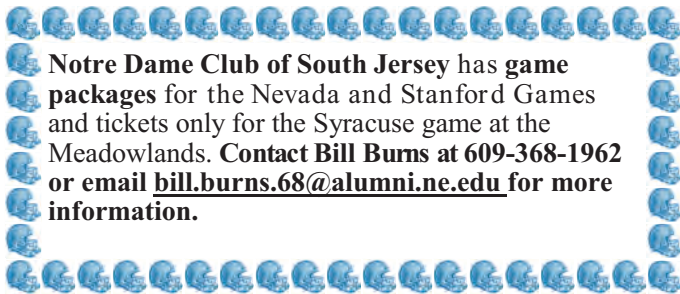 Notre Dame Club of South Jersey has game
packages for the Nevada and Stanford Games
and tickets only for the Syracuse game at the
Meadowlands. Contact Bill Burns at 609-368-1962
or email bill.burns.68@alumni.ne.edu for more
information.